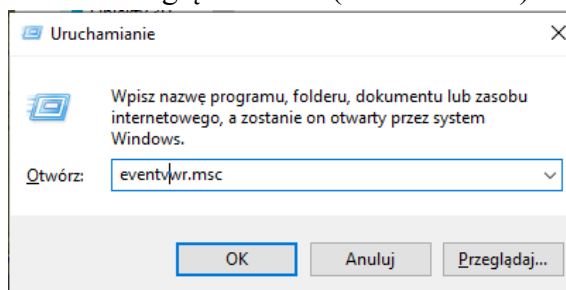 Uruchamianie
Wpisz nazwę programu, folderu, dokumentu lub zasobu
internetowego, a zostanie on otwarty przez system
Windows.
Otwórz:
eventvwr.msc
OK
Anuluj
Przeglądaj...